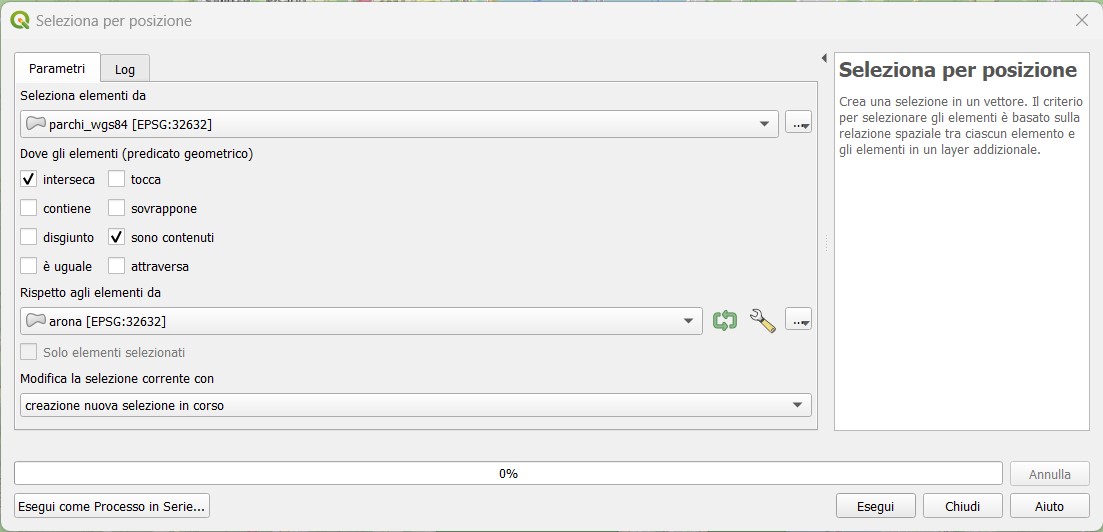 Seleziona per posizione
Parametri
Log
Seleziona elementi da
parchi_wgs84 [EPSG:32632]
...
Dove gli elementi (predicato geometrico)
interseca
tocca
contiene
sovrappone
disgiunto
sono contenuti
è uguale
attraversa
Rispetto agli elementi da
arona [EPSG:32632]
...
Solo elementi selezionati
Modifica la selezione corrente con
creazione nuova selezione in corso
Seleziona per posizione
Crea una selezione in un vettore. Il criterio
per selezionare gli elementi è basato sulla
relazione spaziale tra ciascun elemento e
gli elementi in un layer addizionale.
0%
Annulla
Esegui come Processo in Serie...
Esegui
Chiudi
Aiuto